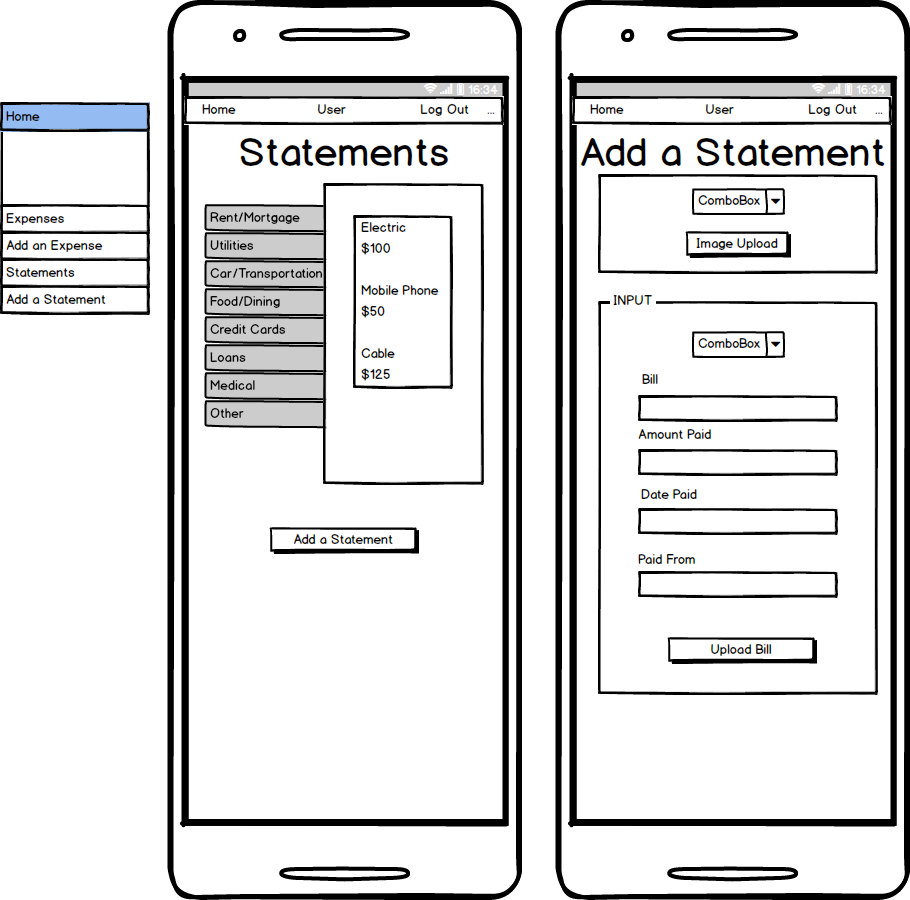 Home
Expenses
Add an Expense
Statements
Add a Statement
16:34
Home User Log Out ...
Statements
Rent/Mortgage
Utilities
Car/Transportation
Food/Dining
Credit Cards
Loans
Medical
Other
Electric
$100
Mobile Phone
$50
Cable
$125
Add a Statement
16:34
Home User Log Out ...
Add a Statement
ComboBox
Image Upload
INPUT
ComboBox
Bill
Amount Paid
Date Paid
Paid From
Upload Bill